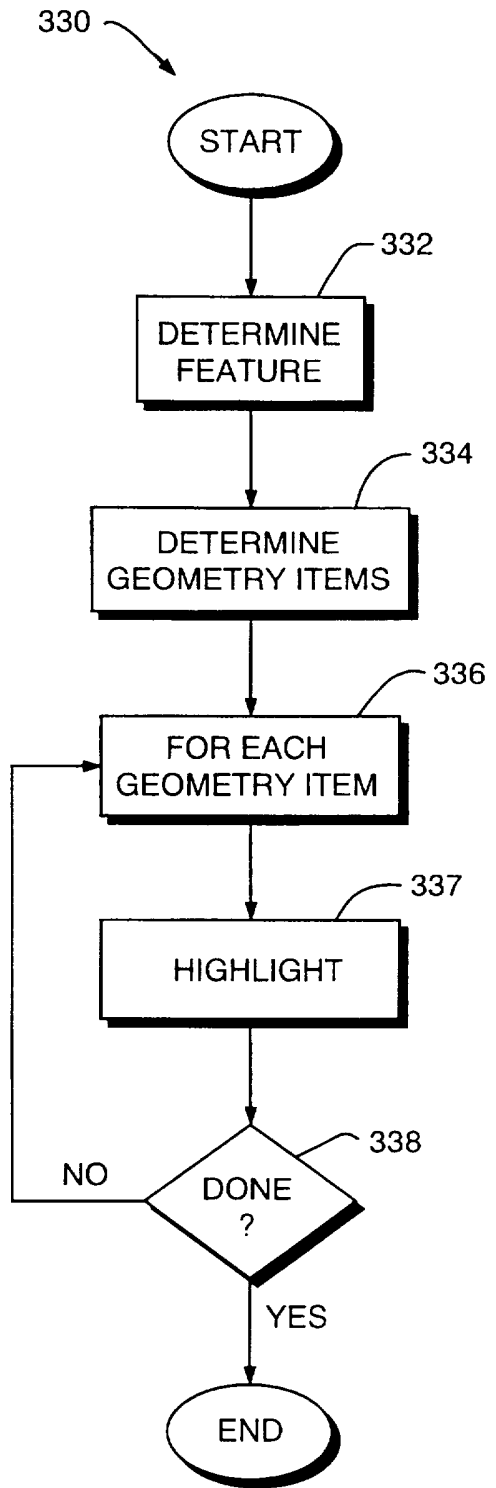 330
START
332
DETERMINE
FEATURE
334
DETERMINE
GEOMETRY ITEMS
336
FOR EACH
GEOMETRY ITEM
337
HIGHLIGHT
338
NO
DONE
?
YES
END